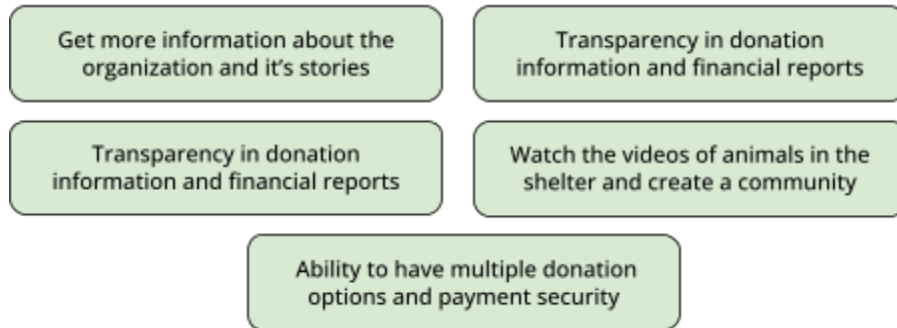 Get more information about the
organization and it's stories
Transparency in donation
information and financial reports
Transparency in donation
information and financial reports
Watch the videos of animals in the
shelter and create a community
Ability to have multiple donation
options and payment security